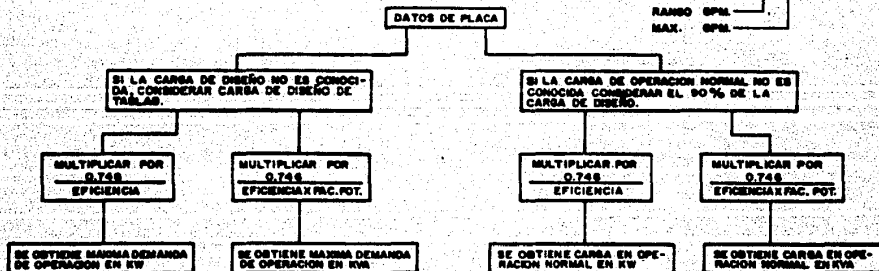 RANGO GPM.
MAX. GPM.
DATOS DE PLACA
SI LA CARGA DE DISEÑO NO ES CONOCI-
DA, CONSIDERAR CARGA DE DISEÑO DE
TABLAS.
SI LA CARGA DE OPERACION NORMAL NO ES
CONOCIDA CONSIDERAR EL 90% DE LA
CARGA DE DISEÑO.
MULTIPLICAR POR
0.746
EFICIENCIA
MULTIPLICAR POR
0.746
EFICIENCIA X FAC. POT.
MULTIPLICAR POR
0.746
EFICIENCIA
MULTIPLICAR POR
0.746
EFICIENCIA X FAC. POT.
SE OBTIENE MAXIMA DEMANDA
DE OPERACION EN KW
SE OBTIENE MAXIMA DEMANDA
DE OPERACION EN KVA
SE OBTIENE CARGA EN OPE-
RACION NORMAL EN KW
SE OBTIENE CARGA EN OPE-
RACION NORMAL EN KVA